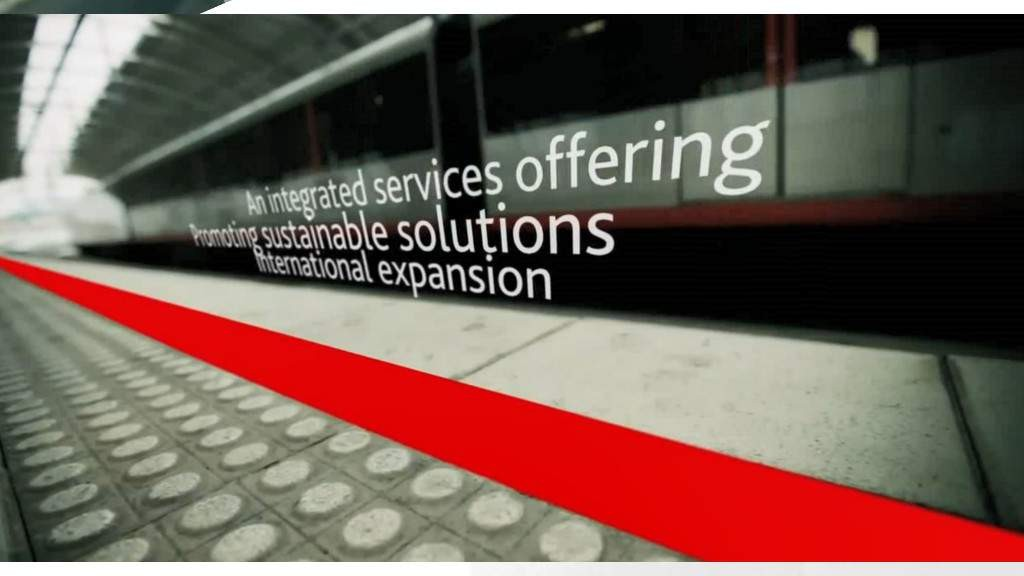 An integrated services offering
Promoting sustainable solutions
International expansion